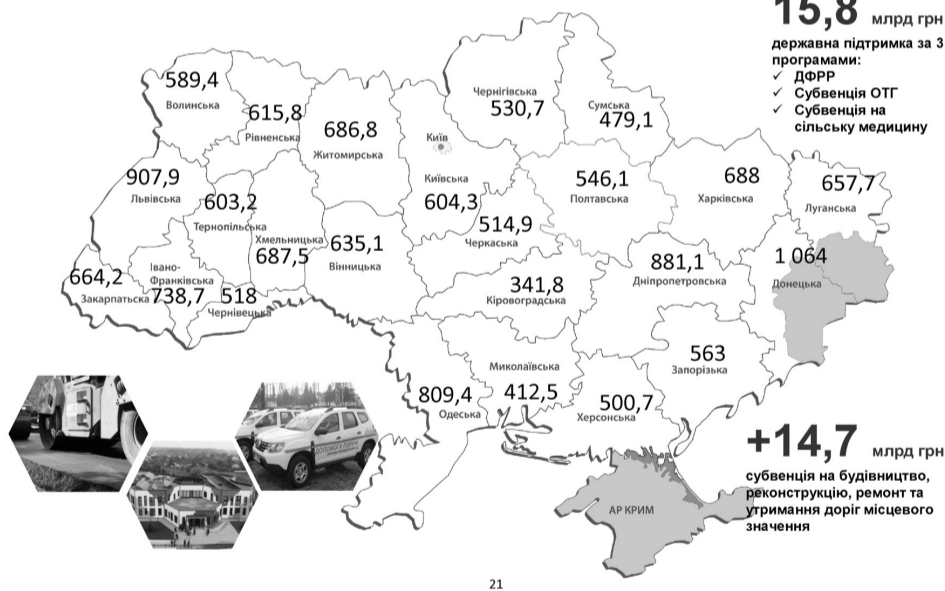 15,8 млрд грн
державна підтримка за 3
програмами:
✓ ДФРР
✓ Субвенція ОТГ
✓ Субвенція на
сільську медицину
589,4
Волинська
615,8
Рівненська
686,8
Житомирська
Київ
Київська
604,3
Чернігівська
530,7
Сумська
479,1
907,9
Львівська
603,2
Тернопільська
Хмельницька
687,5
635,1
Вінницька
514,9
Черкаська
546,1
Полтавська
688
Харківська
657,7
Луганська
664,2
Закарпатська
Івано-
Франківська
738,7
518
Чернівецька
341,8
Кіровоградська
881,1
Дніпропетровська
1 064
Донецька
809,4
Одеська
Миколаївська
412,5
500,7
Херсонська
563
Запорізька
АР КРИМ
+14,7 млрд грн
субвенція на будівництво,
реконструкцію, ремонт та
утримання доріг місцевого
значення
21